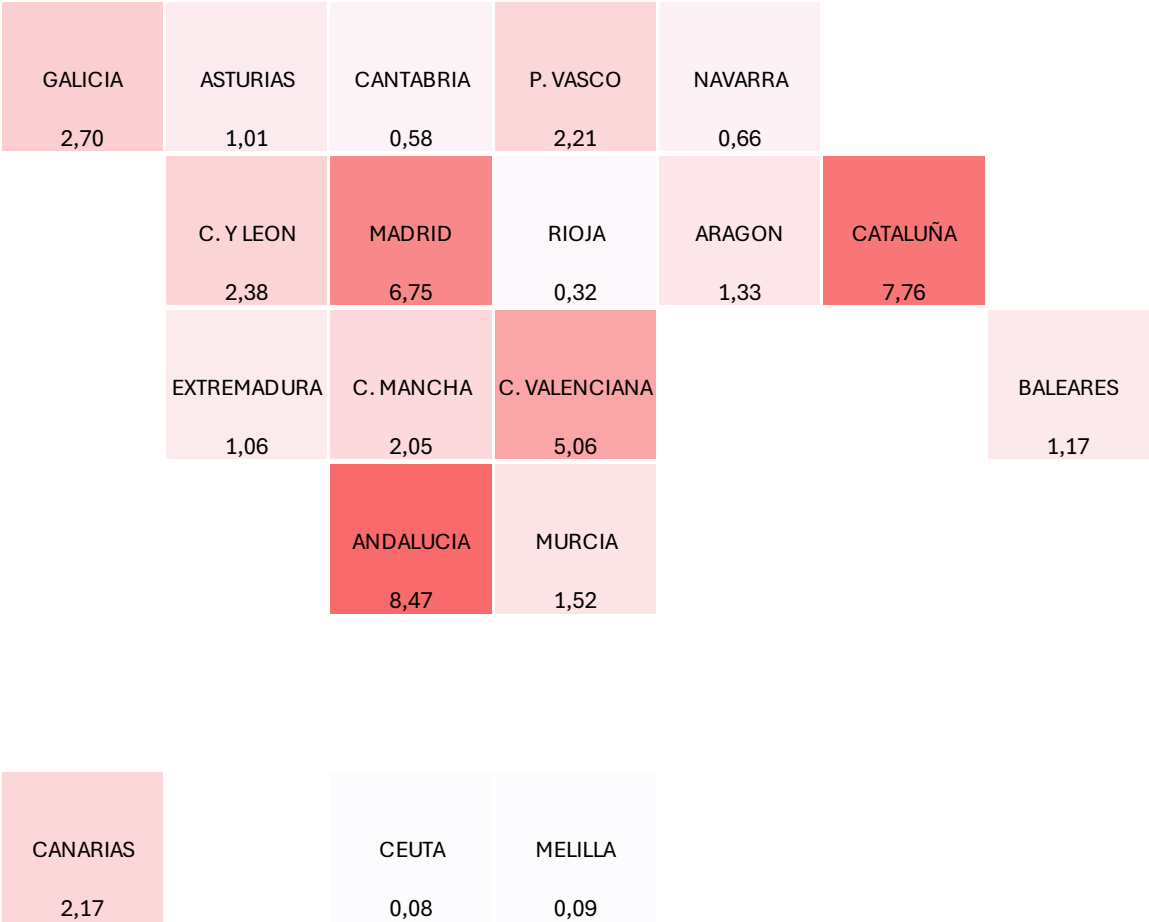 GALICIA ASTURIAS CANTABRIA P. VASCO NAVARRA
2,70 1,01 0,58 2,21 0,66
C. Y LEON MADRID RIOJA ARAGON CATALUÑA
2,38 6,75 0,32 1,33 7,76
EXTREMADURA C. MANCHA C. VALENCIANA BALEARES
1,06 2,05 5,06 1,17
ANDALUCIA MURCIA
8,47 1,52
CANARIAS CEUTA MELILLA
2,17 0,08 0,09